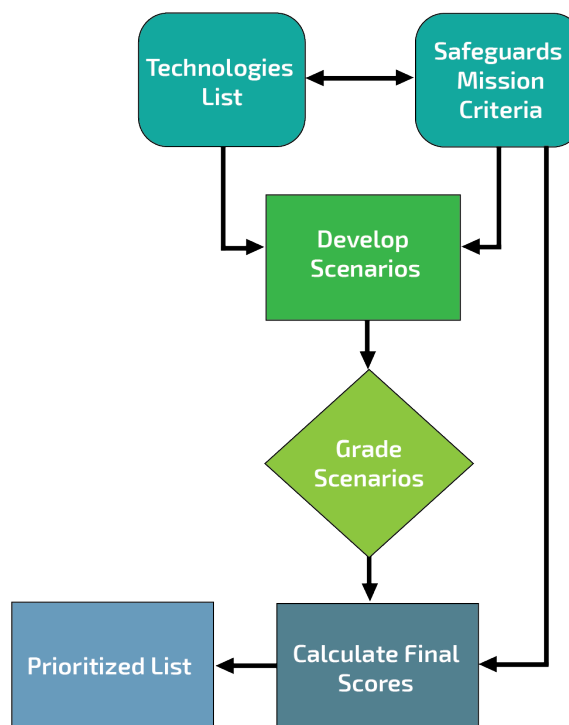 Technologies
List
Safeguards
Mission
Criteria
Develop
Scenarios
Grade
Scenarios
Prioritized List
Calculate Final
Scores